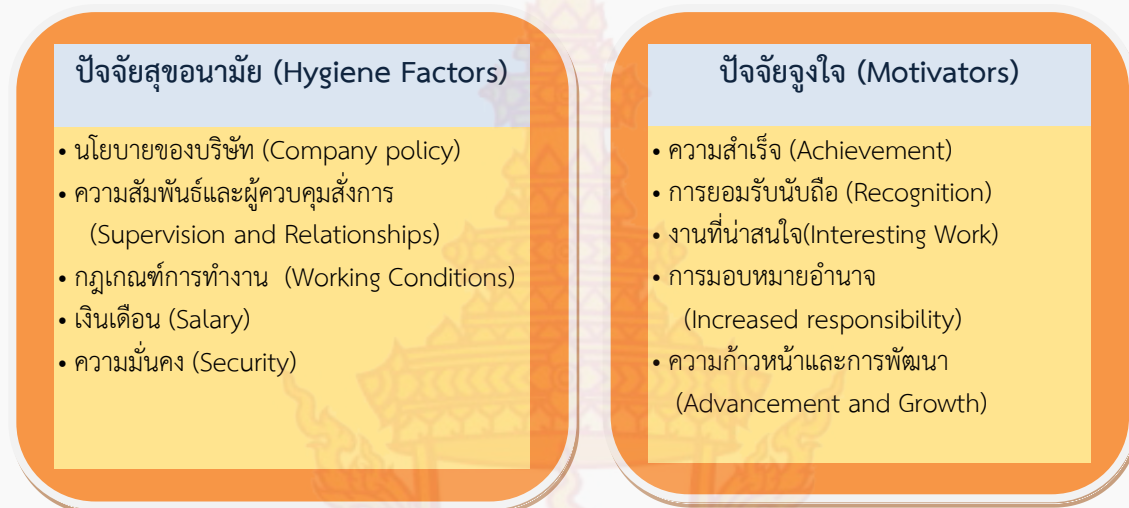 ปัจจัยสุขอนามัย (Hygiene Factors)
• นโยบายของบริษัท (Company policy)
• ความสัมพันธ์และผู้ควบคุมสั่งการ
(Supervision and Relationships)
• กฎเกณฑ์การทำงาน (Working Conditions)
• เงินเดือน (Salary)
• ความมั่นคง (Security)
ปัจจัยจูงใจ (Motivators)
• ความสำเร็จ (Achievement)
• การยอมรับนับถือ (Recognition)
• งานที่น่าสนใจ(Interesting Work)
• การมอบหมายอำนาจ
(Increased responsibility)
• ความก้าวหน้าและการพัฒนา
(Advancement and Growth)